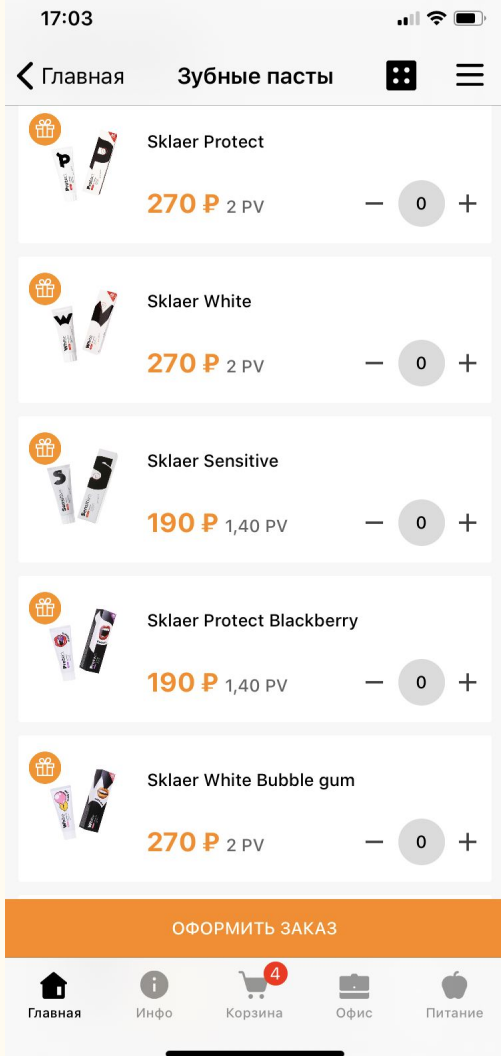 17:03
Главная
Зубные пасты
Sklaer Protect
270 ₽ 2 PV
— 0 +
Sklaer White
270 ₽ 2 PV
— 0 +
Sklaer Sensitive
190 ₽ 1,40 PV
— 0 +
Sklaer Protect Blackberry
190 ₽ 1,40 PV
— 0 +
Sklaer White Bubble gum
270 ₽ 2 PV
— 0 +
ОФОРМИТЬ ЗАКАЗ
4
Главная Инфо Корзина Офис Питание